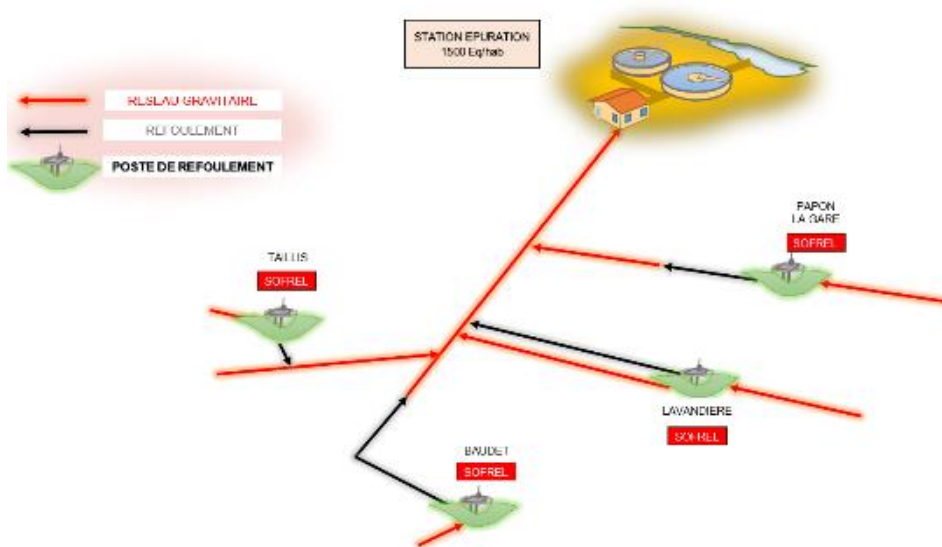 STATION EPURATION
1500 Eq/hab
RESEAU GRAVITAIRE
REFOULEMENT
POSTE DE REFOULEMENT
PAPON
LA GARE
SOFREL
TAILLIS
SOFREL
LAVANDIERE
SOFREL
BAUDET
SOFREL